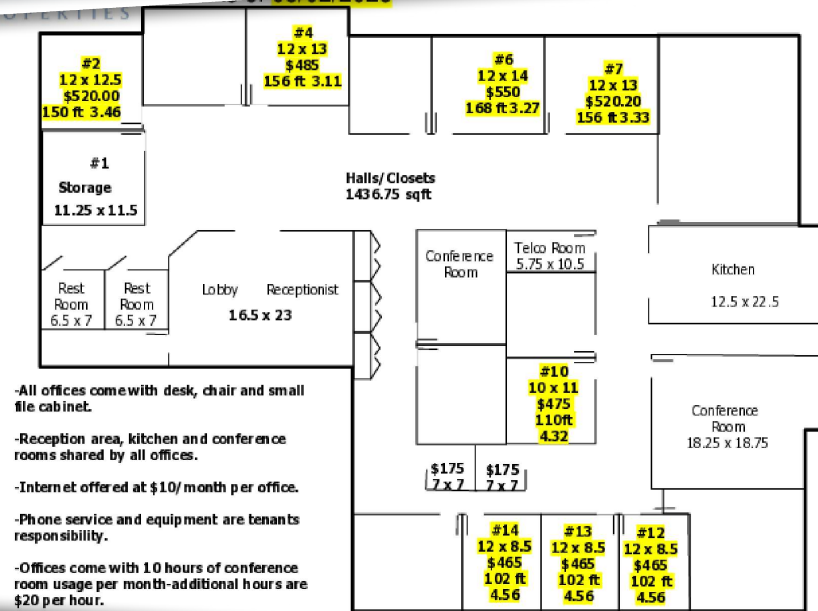 #2
12 x 12.5
$520.00
150 ft 3.46
#4
12 x 13
$485
156 ft 3.11
#6
12 x 14
$550
168 ft 3.27
#7
12 x 13
$520.20
156 ft 3.33
#1
Storage
11.25 x 11.5
Halls/Closets
1436.75 sqft
Rest
Room
6.5 x 7
Rest
Room
6.5 x 7
Lobby Receptionist
16.5 x 23
Conference
Room
Telco Room
5.75 x 10.5
Kitchen
12.5 x 22.5
#10
10 x 11
$475
110ft
4.32
Conference
Room
18.25 x 18.75
$175
7 x 7
$175
7 x 7
#14
12 x 8.5
$465
102 ft
4.56
#13
12 x 8.5
$465
102 ft
4.56
#12
12 x 8.5
$465
102 ft
4.56
-All offices come with desk, chair and small
file cabinet.
-Reception area, kitchen and conference
rooms shared by all offices.
-Internet offered at $10/month per office.
-Phone service and equipment are tenants
responsibility.
-Offices come with 10 hours of conference
room usage per month-additional hours are
$20 per hour.